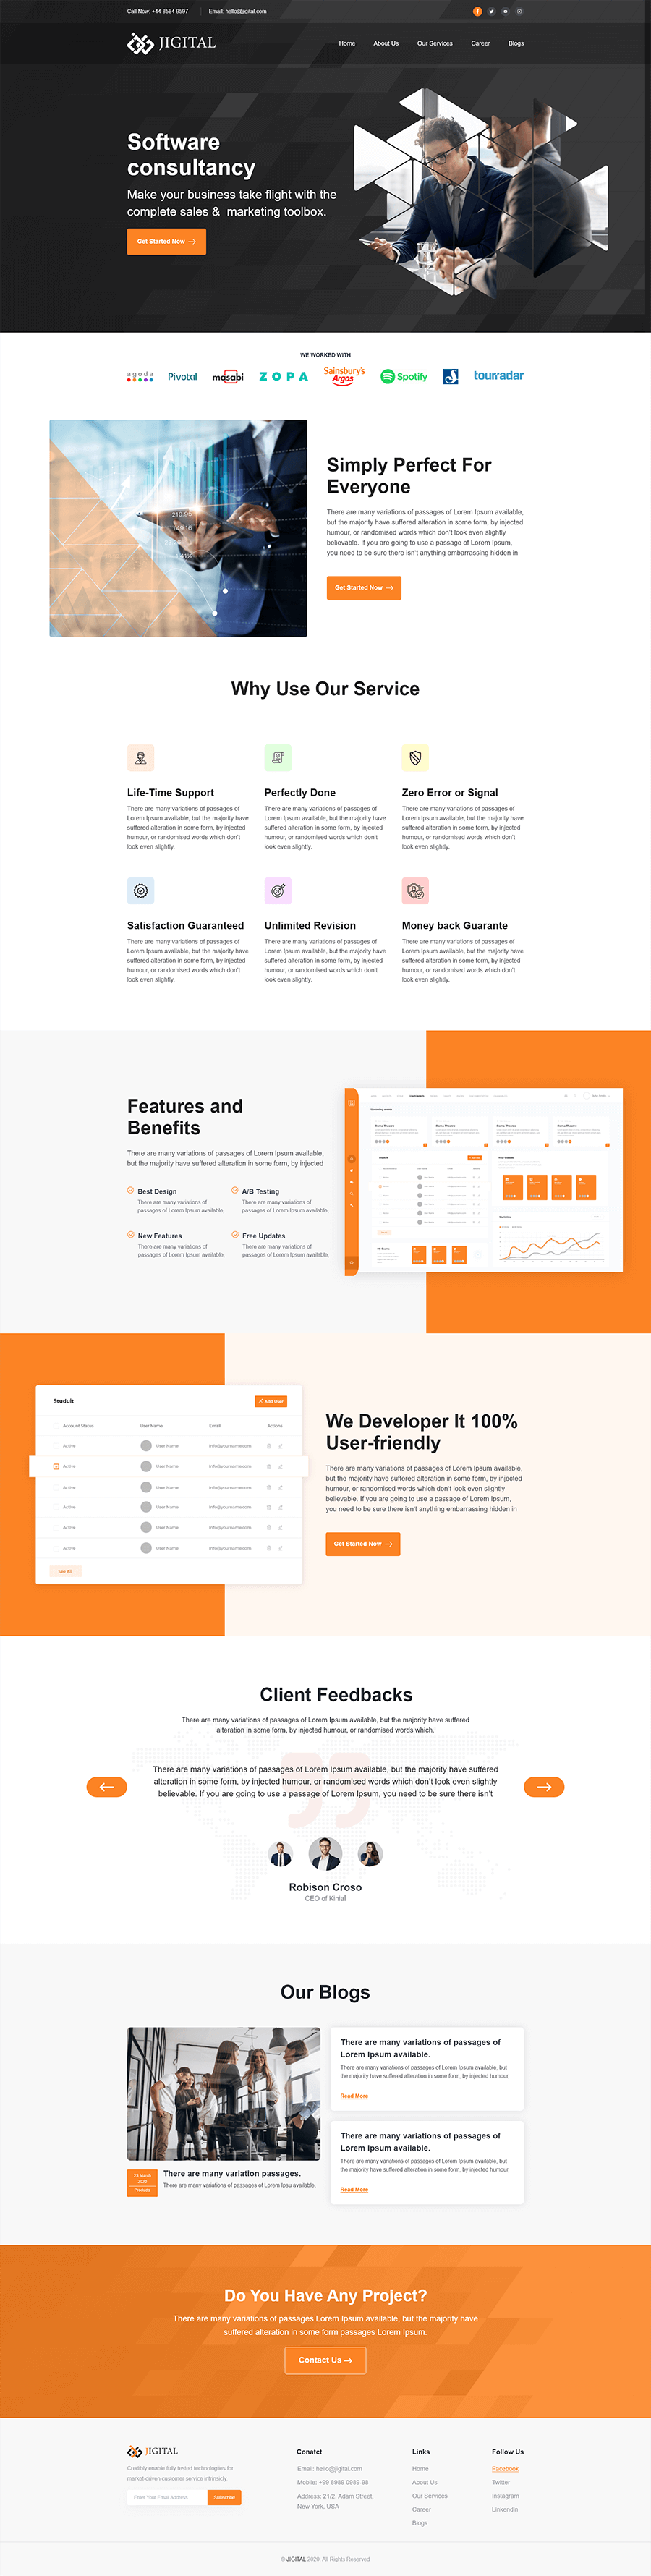 Call Now: +44 8584 9597
Email: hello@jigital.com
JIGITAL
Home
About Us
Our Services
Career
Blogs
Software
consultancy
Make your business take flight with the
complete sales & marketing toolbox.
Get Started Now
WE WORKED WITH
agoda
Pivotal
masabi
ZOPA
Sainsbury's
Argos
Spotify
tourradar
Simply Perfect For
Everyone
There are many variations of passages of Lorem Ipsum available,
but the majority have suffered alteration in some form, by injected
humour, or randomised words which don't look even slightly
believable. If you are going to use a passage of Lorem Ipsum,
you need to be sure there isn't anything embarrassing hidden in
Get Started Now
Why Use Our Service
Life-Time Support
There are many variations of passages of
Lorem Ipsum available, but the majority have
suffered alteration in some form, by injected
humour, or randomised words which don't
look even slightly.
Perfectly Done
There are many variations of passages of
Lorem Ipsum available, but the majority have
suffered alteration in some form, by injected
humour, or randomised words which don't
look even slightly.
Zero Error or Signal
There are many variations of passages of
Lorem Ipsum available, but the majority have
suffered alteration in some form, by injected
humour, or randomised words which don't
look even slightly.
Satisfaction Guaranteed
There are many variations of passages of
Lorem Ipsum available, but the majority have
suffered alteration in some form, by injected
humour, or randomised words which don't
look even slightly.
Unlimited Revision
There are many variations of passages of
Lorem Ipsum available, but the majority have
suffered alteration in some form, by injected
humour, or randomised words which don't
look even slightly.
Money back Guarante
There are many variations of passages of
Lorem Ipsum available, but the majority have
suffered alteration in some form, by injected
humour, or randomised words which don't
look even slightly.
Features and
Benefits
There are many variations of passages of Lorem Ipsum available,
but the majority have suffered alteration in some form, by injected
Best Design
There are many variations of
passages of Lorem Ipsum available,
A/B Testing
There are many variations of
passages of Lorem Ipsum available,
New Features
There are many variations of
passages of Lorem Ipsum available,
Free Updates
There are many variations of
passages of Lorem Ipsum available,
Studuit
Add User
Account Status
User Name
Email
Actions
Active
User Name
info@yourname.com
Active
User Name
info@yourname.com
Active
User Name
info@yourname.com
Active
User Name
info@yourname.com
Active
User Name
info@yourname.com
Active
User Name
info@yourname.com
See All
We Developer It 100%
User-friendly
There are many variations of passages of Lorem Ipsum available,
but the majority have suffered alteration in some form, by injected
humour, or randomised words which don't look even slightly
believable. If you are going to use a passage of Lorem Ipsum,
you need to be sure there isn't anything embarrassing hidden in
Get Started Now
Client Feedbacks
There are many variations of passages of Lorem Ipsum available, but the majority have suffered
alteration in some form, by injected humour, or randomised words which.
There are many variations of passages of Lorem Ipsum available, but the majority have suffered
alteration in some form, by injected humour, or randomised words which don't look even slightly
believable. If you are going to use a passage of Lorem Ipsum, you need to be sure there isn't
Robison Croso
CEO of Kinial
Our Blogs
23 March
2020
Products
There are many variation passages.
There are many variations of passages of Lorem Ipsu available,
There are many variations of passages of
Lorem Ipsum available.
There are many variations of passages of Lorem Ipsum available, but
the majority have suffered alteration in some form, by injected humour,
Read More
There are many variations of passages of
Lorem Ipsum available.
There are many variations of passages of Lorem Ipsum available, but
the majority have suffered alteration in some form, by injected humour,
Read More
Do You Have Any Project?
There are many variations of passages Lorem Ipsum available, but the majority have
suffered alteration in some form passages Lorem Ipsum.
Contact Us
JIGITAL
Credibly enable fully tested technologies for
market-driven customer service intrinsicly.
Enter Your Email Address
Subscribe
Conatct
Email: hello@jigital.com
Mobile: +99 8989 0989-98
Address: 21/2. Adam Street,
New York, USA
Links
Home
About Us
Our Services
Career
Blogs
Follow Us
Facebook
Twitter
Instagram
Linkendin
© JIGITAL 2020. All Rights Reserved